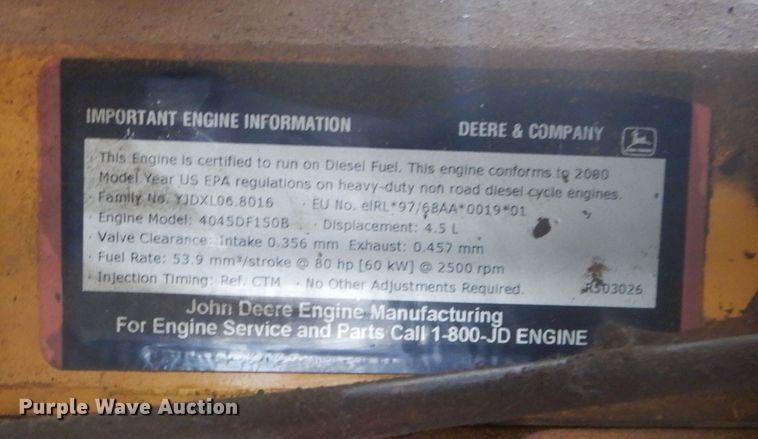 IMPORTANT ENGINE INFORMATION DEERE & COMPANY
· This Engine is certified to run on Diesel Fuel. This engine conforms to 2000
Model Year US EPA regulations on heavy-duty non road diesel cycle engines.
· Family No. YJDXL06.8016 · EU No. eIRL*97/68AA*0019*01
· Engine Model: 4045DF150B · Displacement: 4.5 L
· Valve Clearance: Intake 0.356 mm Exhaust: 0.457 mm
· Fuel Rate: 53.9 mm³/stroke @ 80 hp [60 kW] @ 2500 rpm
· Injection Timing: Ref. CTM · No Other Adjustments Required. R503026
John Deere Engine Manufacturing
For Engine Service and Parts Call 1-800-JD ENGINE
Purple Wave Auction